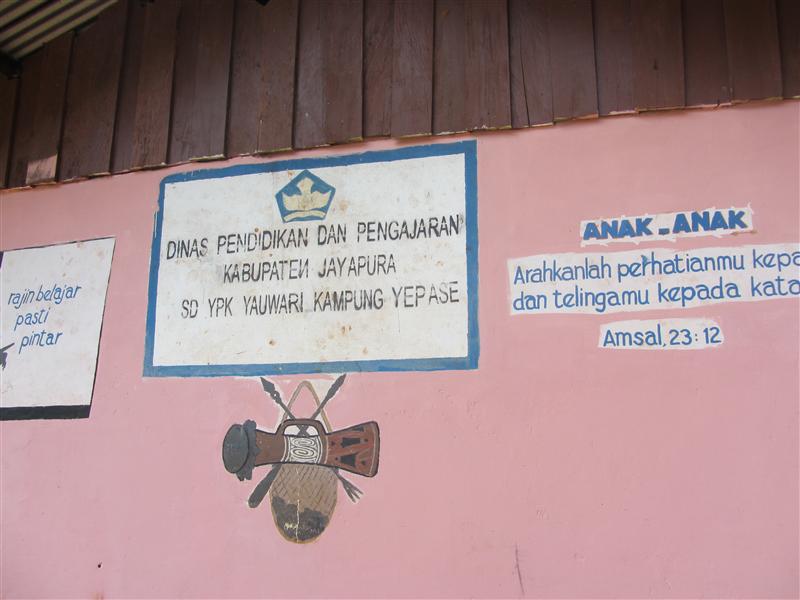 rajin belajar
pasti
pintar
DINAS PENDIDIKAN DAN PENGAJARAN
KABUPATEN JAYAPURA
SD YPK YAUWARI KAMPUNG YEPASE
ANAK - ANAK
Arahkanlah perhatianmu kepa
dan telingamu kepada kata
Amsal, 23 : 12